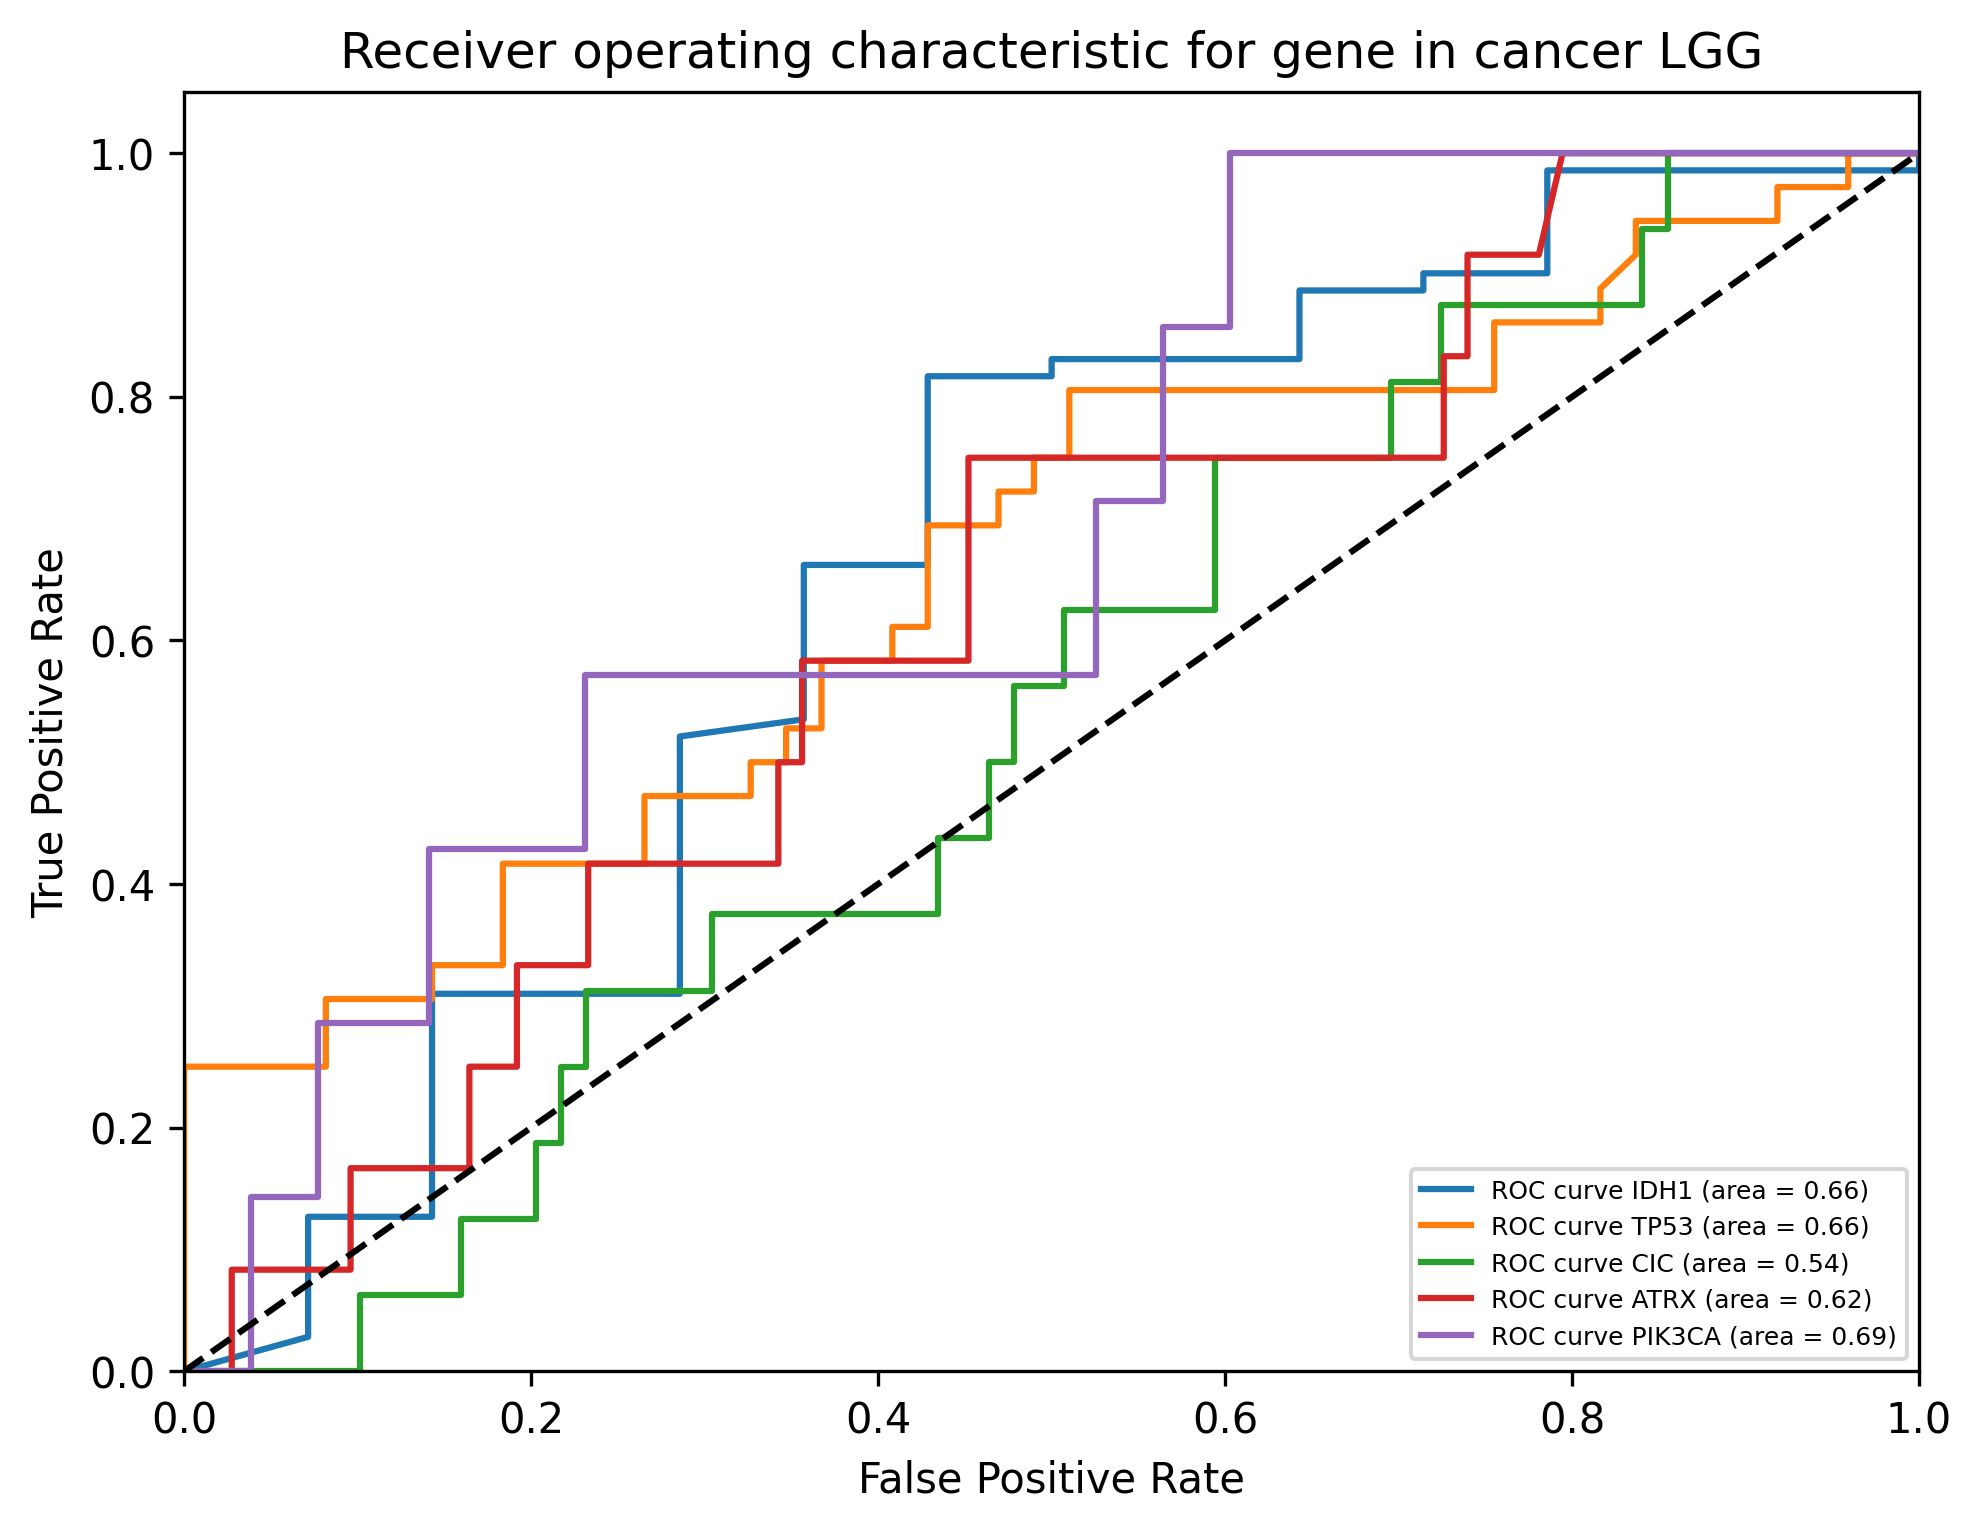 Receiver operating characteristic for gene in cancer LGG
1.0
0.8
0.6
0.4
0.2
0.0
True Positive Rate
ROC curve IDH1 (area = 0.66)
ROC curve TP53 (area = 0.66)
ROC curve CIC (area = 0.54)
ROC curve ATRX (area = 0.62)
ROC curve PIK3CA (area = 0.69)
0.0 0.2 0.4 0.6 0.8 1.0
False Positive Rate